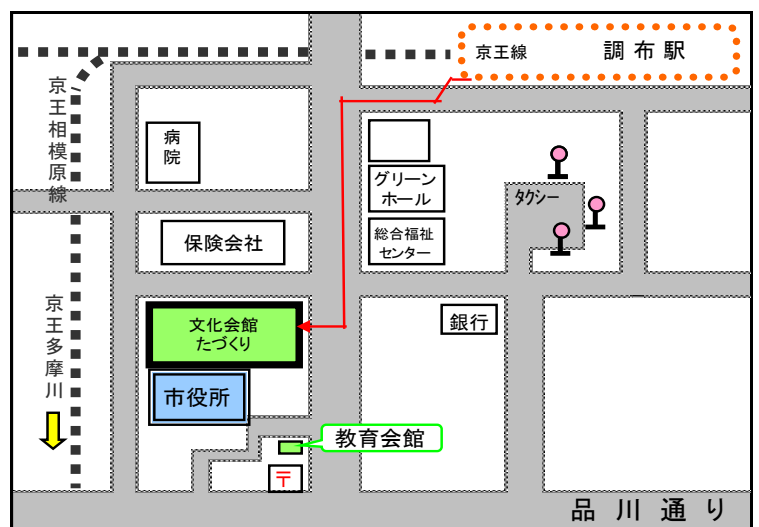 京王線
調布駅
京王相模原線
病院
グリーン
ホール
タクシー
保険会社
総合福祉
センター
京王多摩川
文化会館
たづくり
銀行
市役所
教育会館
〒
品川通り